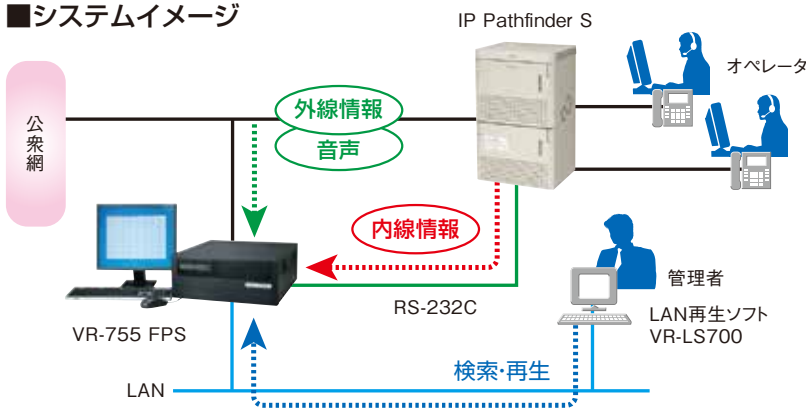 ■システムイメージ
IP Pathfinder S
オペレータ
公衆網
外線情報
音声
内線情報
管理者
RS-232C
LAN再生ソフト
VR-LS700
VR-755 FPS
検索・再生
LAN